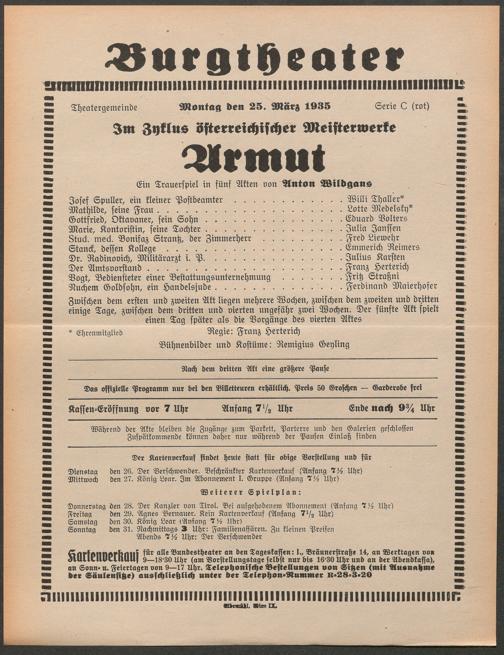 Burgtheater
Theatergemeinde Montag den 25. März 1935 Serie C (rot)
Im Zyklus österreichischer Meisterwerke
Armut
Ein Trauerspiel in fünf Akten von Anton Wildgans
Josef Spuller, ein kleiner Postbeamter . . . Willi Thaller*
Mathilde, seine Frau . . . Lotte Medelsky*
Gottfried, Oktavaner, sein Sohn . . . Eduard Volters
Marie, Kontoristin, seine Tochter . . . Julia Janssen
Stud. med. Bonifaz Strantz, der Zimmerherr . . . Fred Liewehr
Stanck, dessen Kollege . . . Emmerich Reimers
Dr. Radinovich, Militärarzt i. P. . . . Julius Karsten
Der Amtsvorstand . . . Franz Herterich
Vogt, Bediensteter einer Bestattungsunternehmung . . . Fritz Straßni
Nuchem Goldsohn, ein Handelsjude . . . Ferdinand Maierhofer
Zwischen dem ersten und zweiten Akt liegen mehrere Wochen, zwischen dem zweiten und dritten
einige Tage, zwischen dem dritten und vierten ungefähr zwei Wochen. Der fünfte Akt spielt
einen Tag später als die Vorgänge des vierten Aktes
* Ehrenmitglied Regie: Franz Herterich
Bühnenbilder und Kostüme: Remigius Geyling
Nach dem dritten Akt eine größere Pause
Das offizielle Programm nur bei den Billetteuren erhältlich. Preis 50 Groschen — Garderobe frei
Kassen-Eröffnung vor 7 Uhr Anfang 7½ Uhr Ende nach 9¾ Uhr
Während der Akte bleiben die Zugänge zum Parkett, Parterre und den Galerien geschlossen
Zuspätkommende können daher nur während der Pausen Einlaß finden
Der Kartenverkauf findet heute statt für obige Vorstellung und für
Dienstag den 26. Der Verschwender. Beschränkter Kartenverkauf (Anfang 7½ Uhr)
Mittwoch den 27. König Lear. Im Abonnement I. Gruppe (Anfang 7½ Uhr)
Weiterer Spielplan:
Donnerstag den 28. Der Kanzler von Tirol. Bei aufgehobenem Abonnement (Anfang 7½ Uhr)
Freitag den 29. Agnes Bernauer. Kein Kartenverkauf (Anfang 7½ Uhr)
Samstag den 30. König Lear (Anfang 7½ Uhr)
Sonntag den 31. Nachmittags 3 Uhr: Familienaffären. Zu kleinen Preisen
Abends 7½ Uhr: Der Verschwender
Kartenverkauf für alle Bundestheater an den Tageskassen: I., Bräunerstraße 14, an Werktagen von
9—18·30 Uhr (am Vorstellungstage selbst nur bis 16·30 Uhr und an der Abendkassa),
an Sonn- u. Feiertagen von 9—17 Uhr. Telephonische Bestellungen von Sitzen (mit Ausnahme
der Säulensitze) ausschließlich unter der Telephon-Nummer R-28-3-20
Elbemühl, Wien IX.